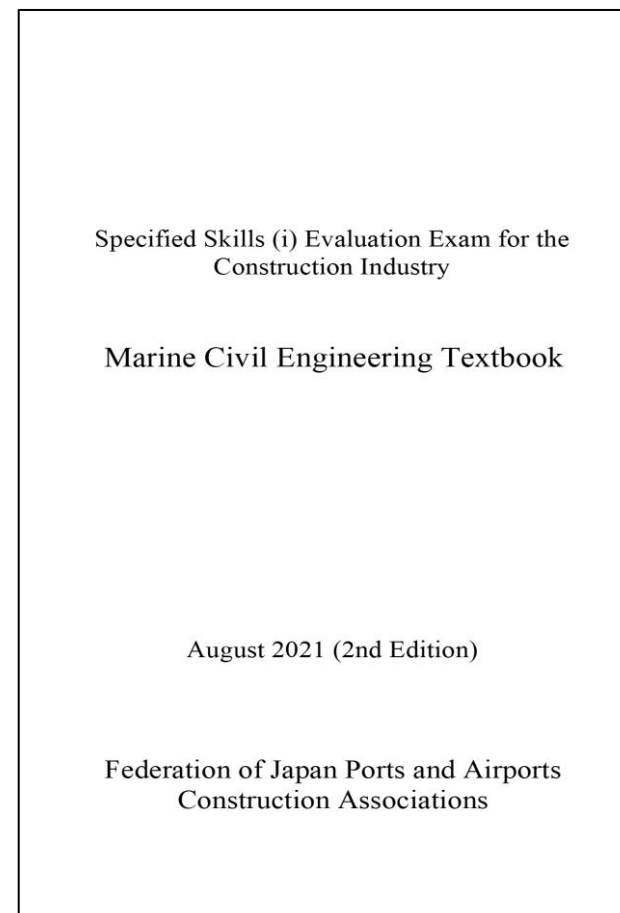 Specified Skills (i) Evaluation Exam for the
Construction Industry
Marine Civil Engineering Textbook
August 2021 (2nd Edition)
Federation of Japan Ports and Airports
Construction Associations